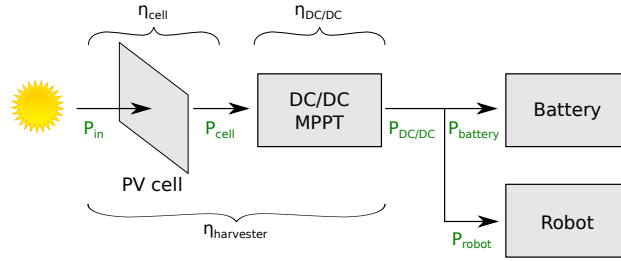 ηcell
ηDC/DC
Pin
Pcell
DC/DC
MPPT
PDC/DC
Pbattery
Battery
PV cell
ηharvester
Probot
Robot